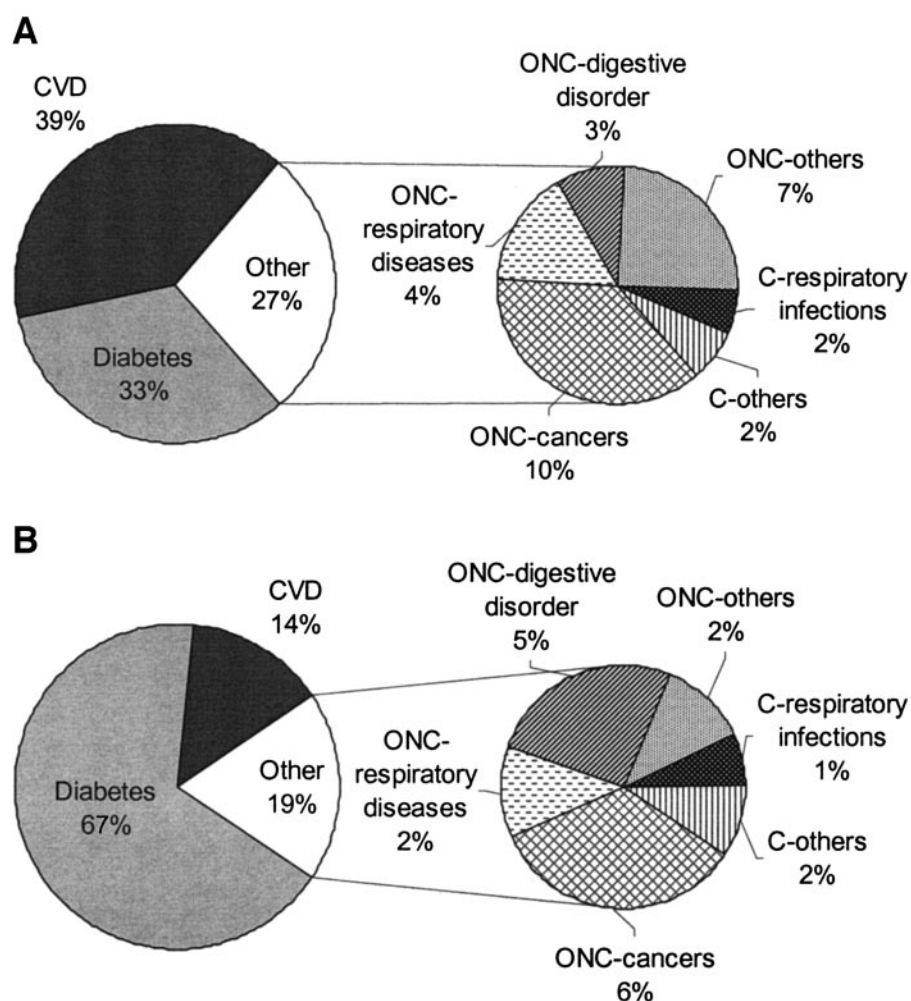 A
CVD
39%
Other
27%
Diabetes
33%
ONC-digestive
disorder
3%
ONC-others
7%
ONC-
respiratory
diseases
4%
C-respiratory
infections
2%
C-others
2%
ONC-cancers
10%
B
CVD
14%
Diabetes
67%
Other
19%
ONC-digestive
disorder
5%
ONC-others
2%
ONC-
respiratory
diseases
2%
C-respiratory
infections
1%
C-others
2%
ONC-cancers
6%